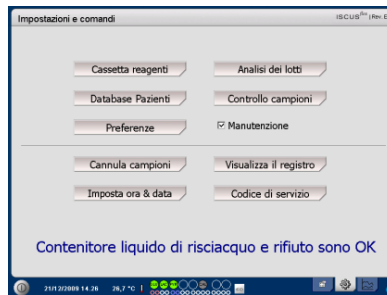 Impostazioni e comandi
ISCUSflex | Rev. E
Cassetta reagenti
Analisi dei lotti
Database Pazienti
Controllo campioni
Preferenze
Manutenzione
Cannula campioni
Visualizza il registro
Imposta ora & data
Codice di servizio
Contenitore liquido di risciacquo e rifiuto sono OK
21/12/2009 14.26 26,7 °C